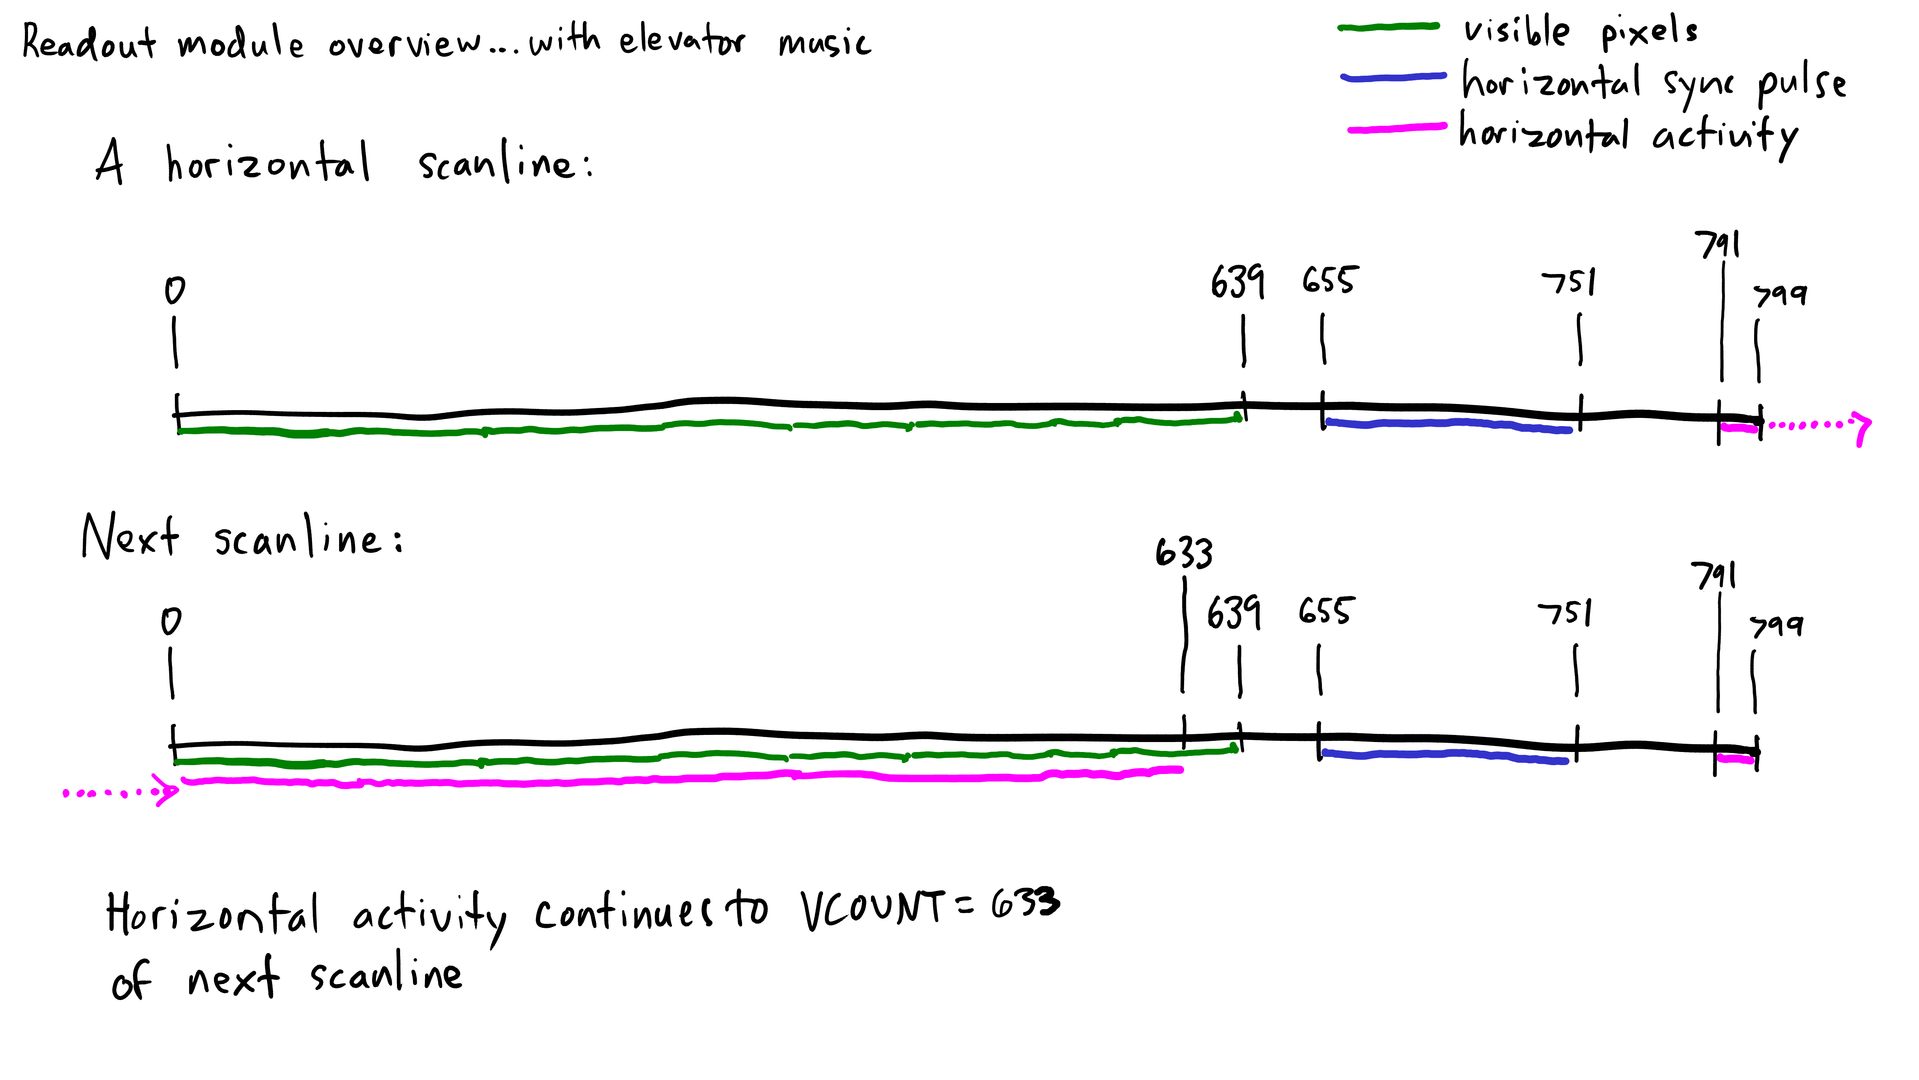 Readout module overview... with elevator music
visible pixels
horizontal sync pulse
horizontal activity
A horizontal scanline:
0 639 655 751 791 799
Next scanline:
0 633 639 655 751 791 799
Horizontal activity continues to VCOUNT = 633
of next scanline